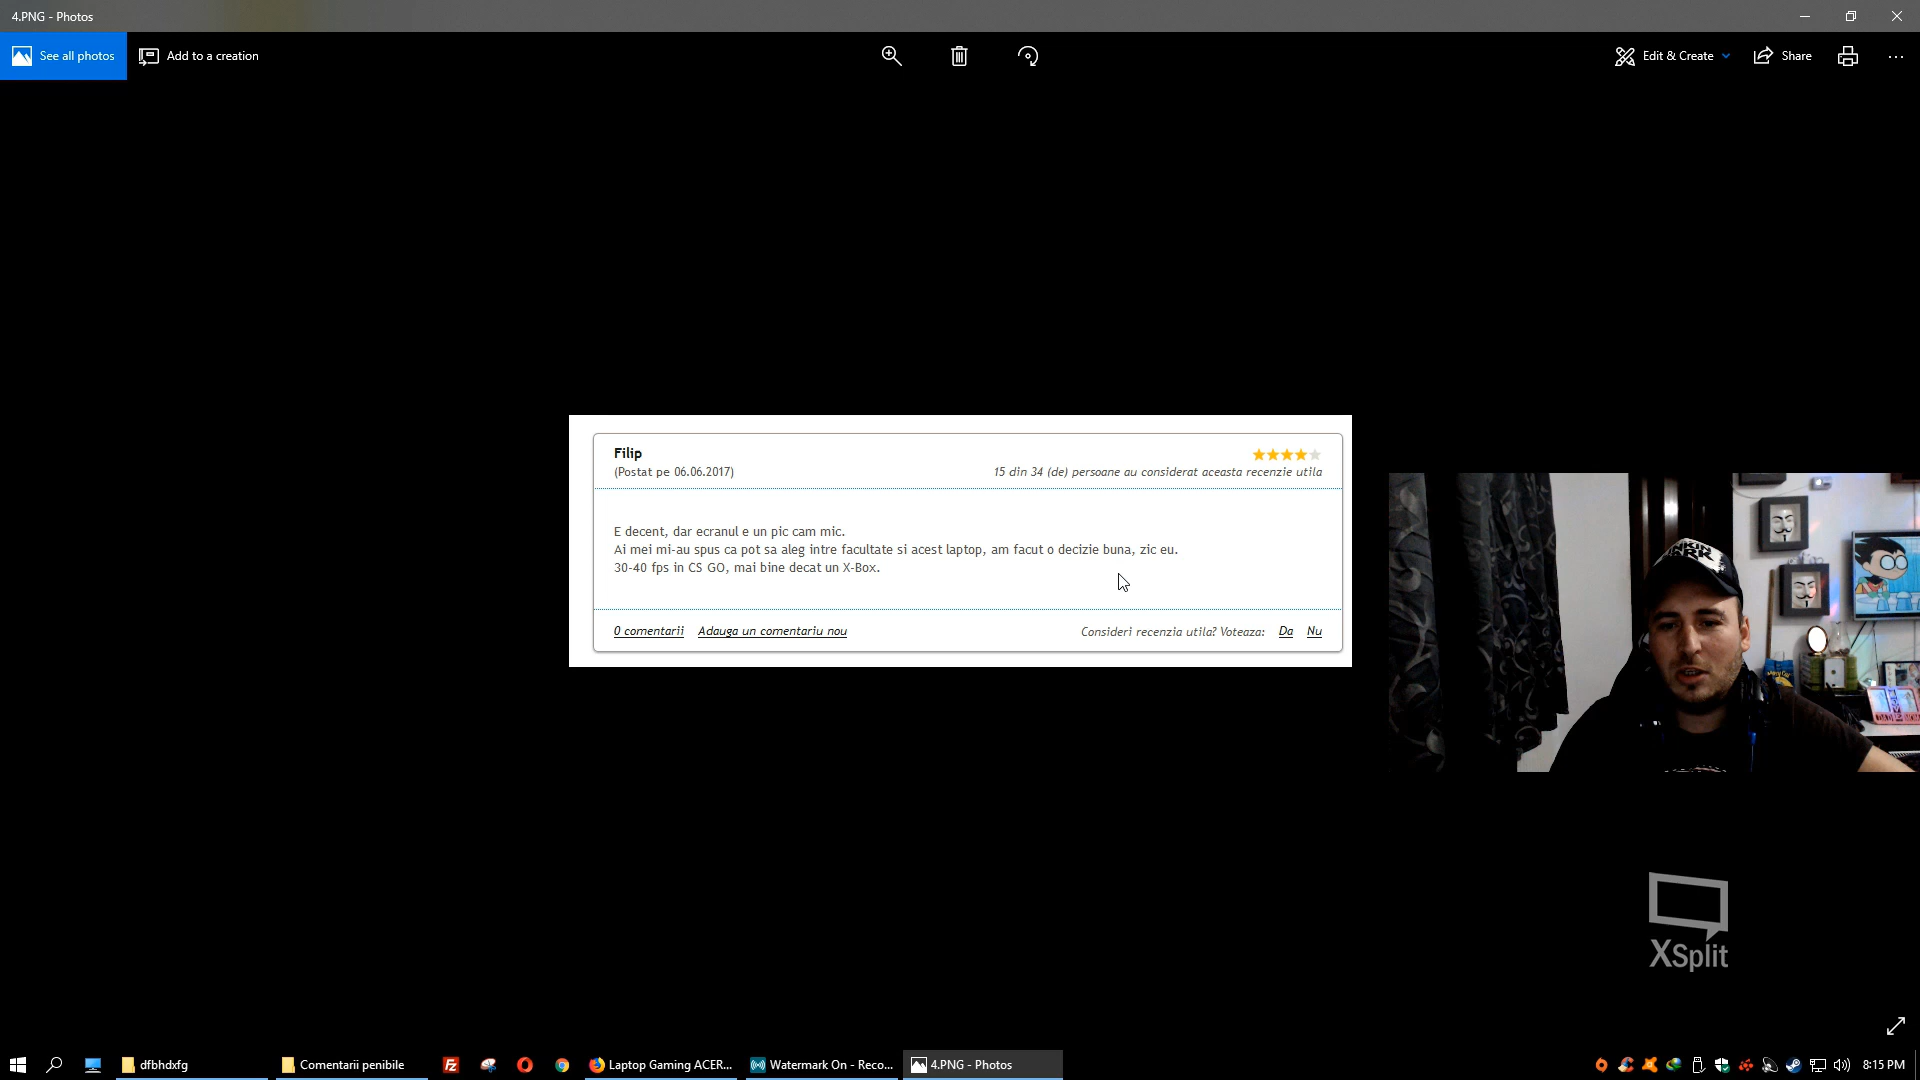 4.PNG - Photos
See all photos
Add to a creation
Edit & Create
Share
Filip
(Postat pe 06.06.2017)
15 din 34 (de) persoane au considerat aceasta recenzie utila
E decent, dar ecranul e un pic cam mic.
Ai mei mi-au spus ca pot sa aleg intre facultate si acest laptop, am facut o decizie buna, zic eu.
30-40 fps in CS GO, mai bine decat un X-Box.
0 comentarii Adauga un comentariu nou
Consideri recenzia utila? Voteaza: Da Nu
XSplit
dfbhdxfg
Comentarii penibile
Laptop Gaming ACER...
Watermark On - Reco...
4.PNG - Photos
8:15 PM